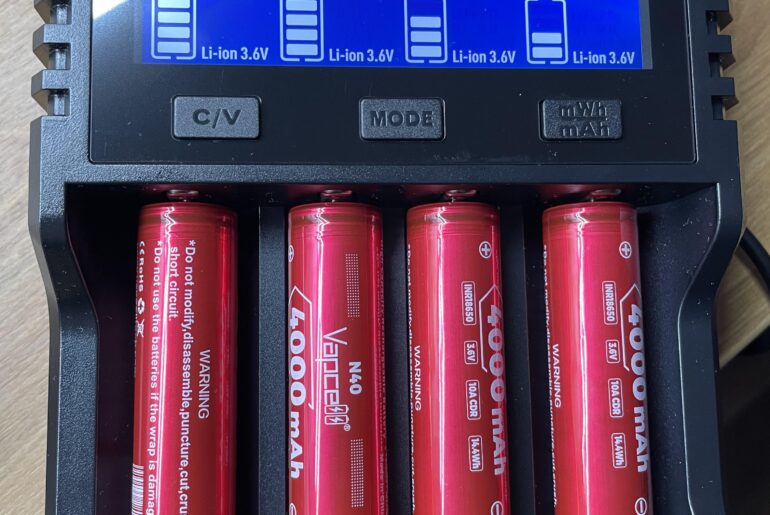 Li-ion 3.6V
Li-ion 3.6V
Li-ion 3.6V
Li-ion 3.6V
C/V
MODE
mWh
mAh
WARNING
*Do not modify,disassemble,puncture,cut,
short circuit.
*Do not use the batteries if the wrap is
CE RoHS
4000 mAh
Vapcell®
N40
WARNING
INR18650
3.6V
10A CDR
14.4Wh
4000 mAh
INR18650
3.6V
10A CDR
14.4Wh
4000 mAh